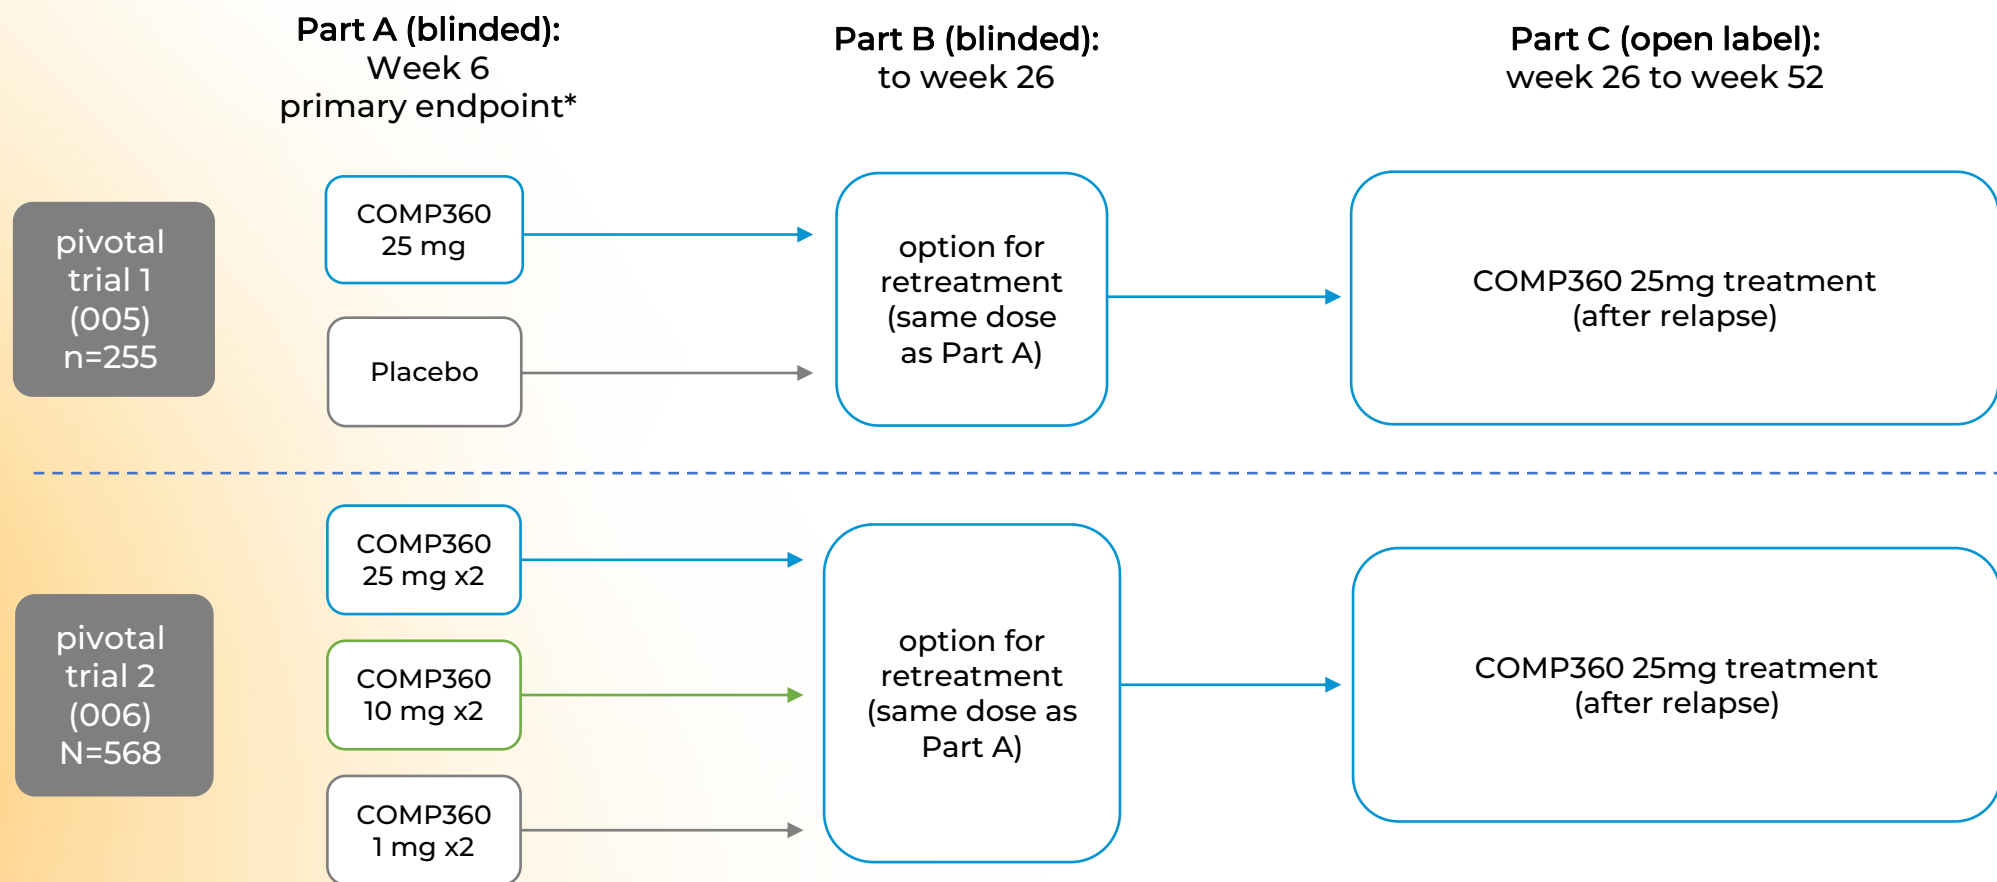 Part A (blinded):
Week 6
primary endpoint*
Part B (blinded):
to week 26
Part C (open label):
week 26 to week 52
pivotal
trial 1
(005)
n=255
COMP360
25 mg
Placebo
option for
retreatment
(same dose
as Part A)
COMP360 25mg treatment
(after relapse)
pivotal
trial 2
(006)
N=568
COMP360
25 mg x2
COMP360
10 mg x2
COMP360
1 mg x2
option for
retreatment
(same dose as
Part A)
COMP360 25mg treatment
(after relapse)